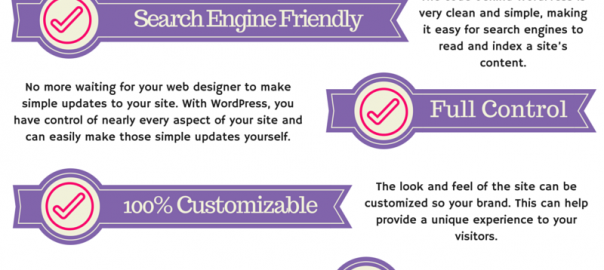 Search Engine Friendly
very clean and simple, making
it easy for search engines to
read and index a site's
content.
No more waiting for your web designer to make
simple updates to your site. With WordPress, you
have control of nearly every aspect of your site and
can easily make those simple updates yourself.
Full Control
100% Customizable
The look and feel of the site can be
customized so your brand. This can help
provide a unique experience to your
visitors.